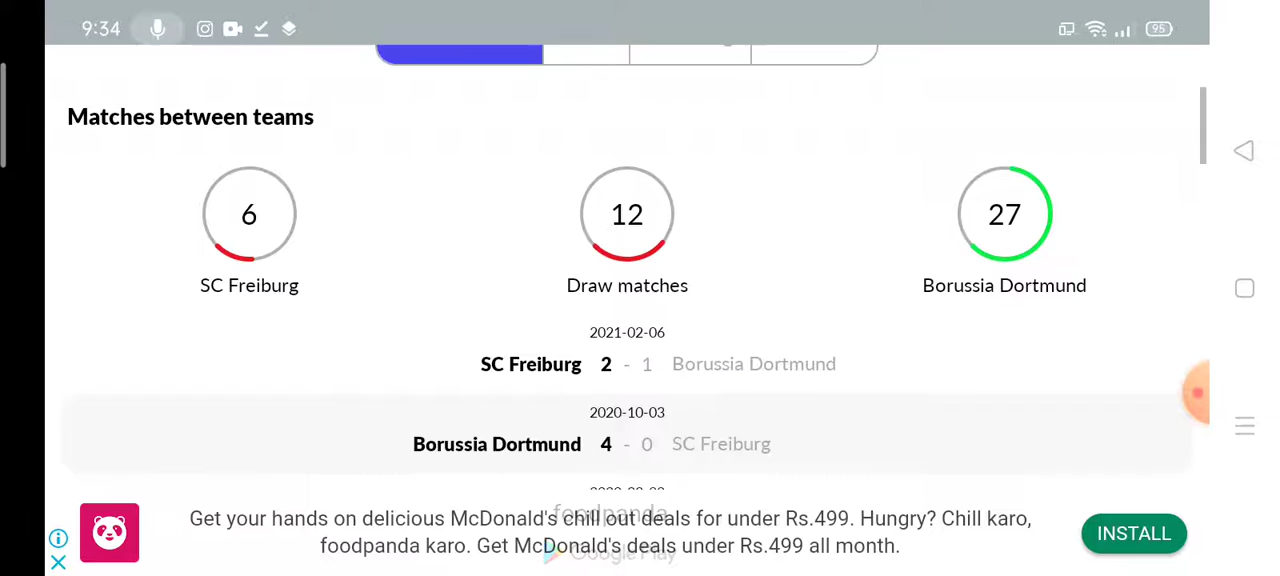 9:34
95
Matches between teams
6
12
27
SC Freiburg
Draw matches
Borussia Dortmund
2021-02-06
SC Freiburg 2 - 1 Borussia Dortmund
2020-10-03
Borussia Dortmund 4 - 0 SC Freiburg
foodpanda
Get your hands on delicious McDonald's chill out deals for under Rs.499. Hungry? Chill karo,
foodpanda karo. Get McDonald's deals under Rs.499 all month.
Google Play
INSTALL